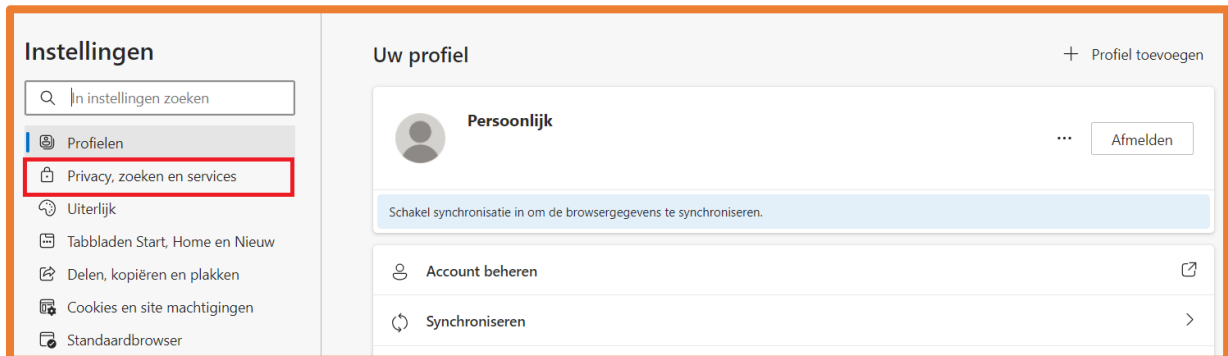 Instellingen
In instellingen zoeken
Profielen
Privacy, zoeken en services
Uiterlijk
Tabbladen Start, Home en Nieuw
Delen, kopiëren en plakken
Cookies en site machtigingen
Standaardbrowser
Uw profiel
Profiel toevoegen
Persoonlijk
Afmelden
Schakel synchronisatie in om de browsergegevens te synchroniseren.
Account beheren
Synchroniseren